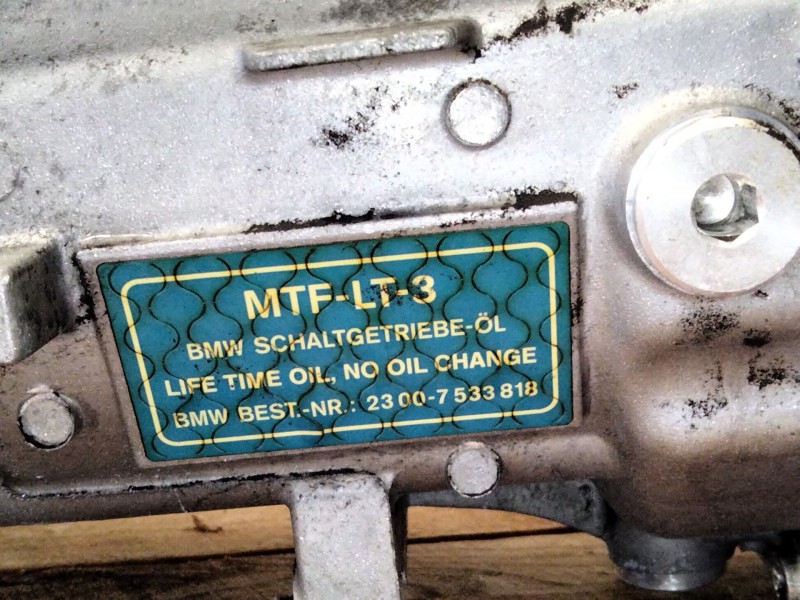 MTF-LT-3
BMW SCHALTGETRIEBE-ÖL
LIFE TIME OIL, NO OIL CHANGE
BMW BEST.-NR.: 23 00-7 533 818